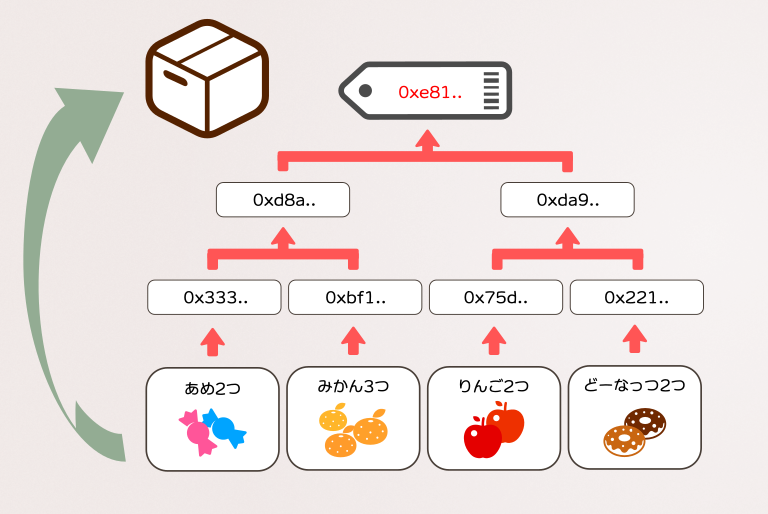 0xe81..
0xd8a..
0xda9..
0x333..
0xbf1..
0x75d..
0x221..
あめ2つ
みかん3つ
りんご2つ
どーなっつ2つ